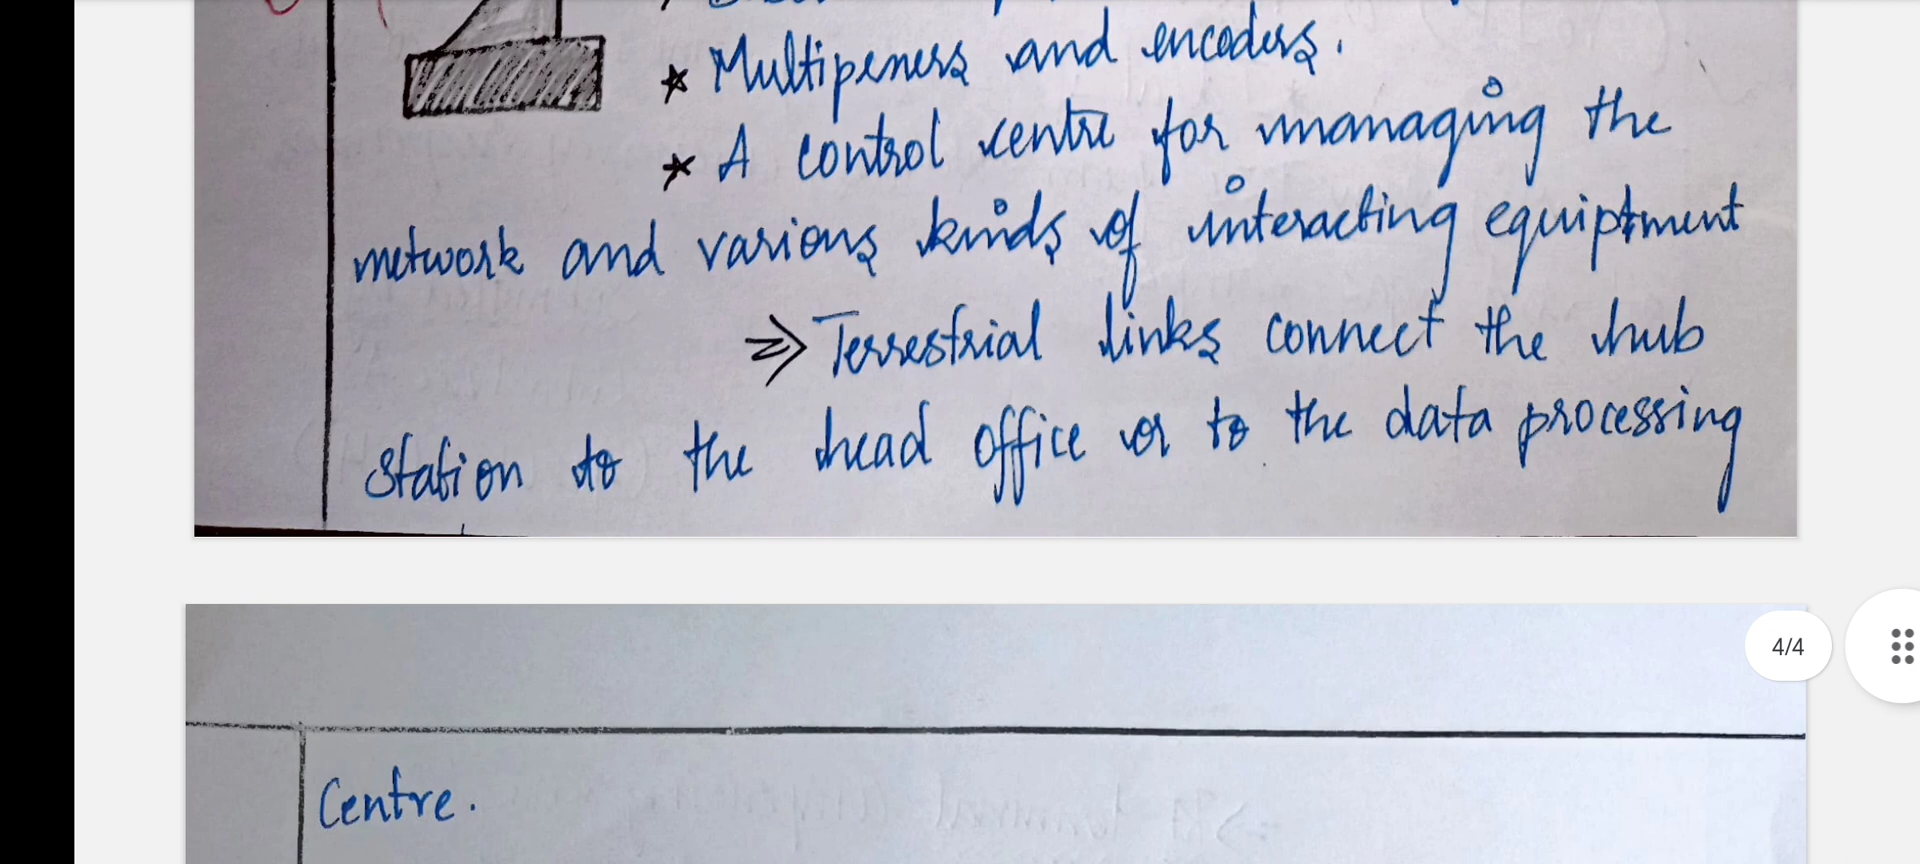 * Multipeners and encoders.
* A control centre for managing the
network and various kinds of interacting equiptment
⇒ Terrestrial links connect the hub
station to the head office or to the data processing
4/4
Centre.